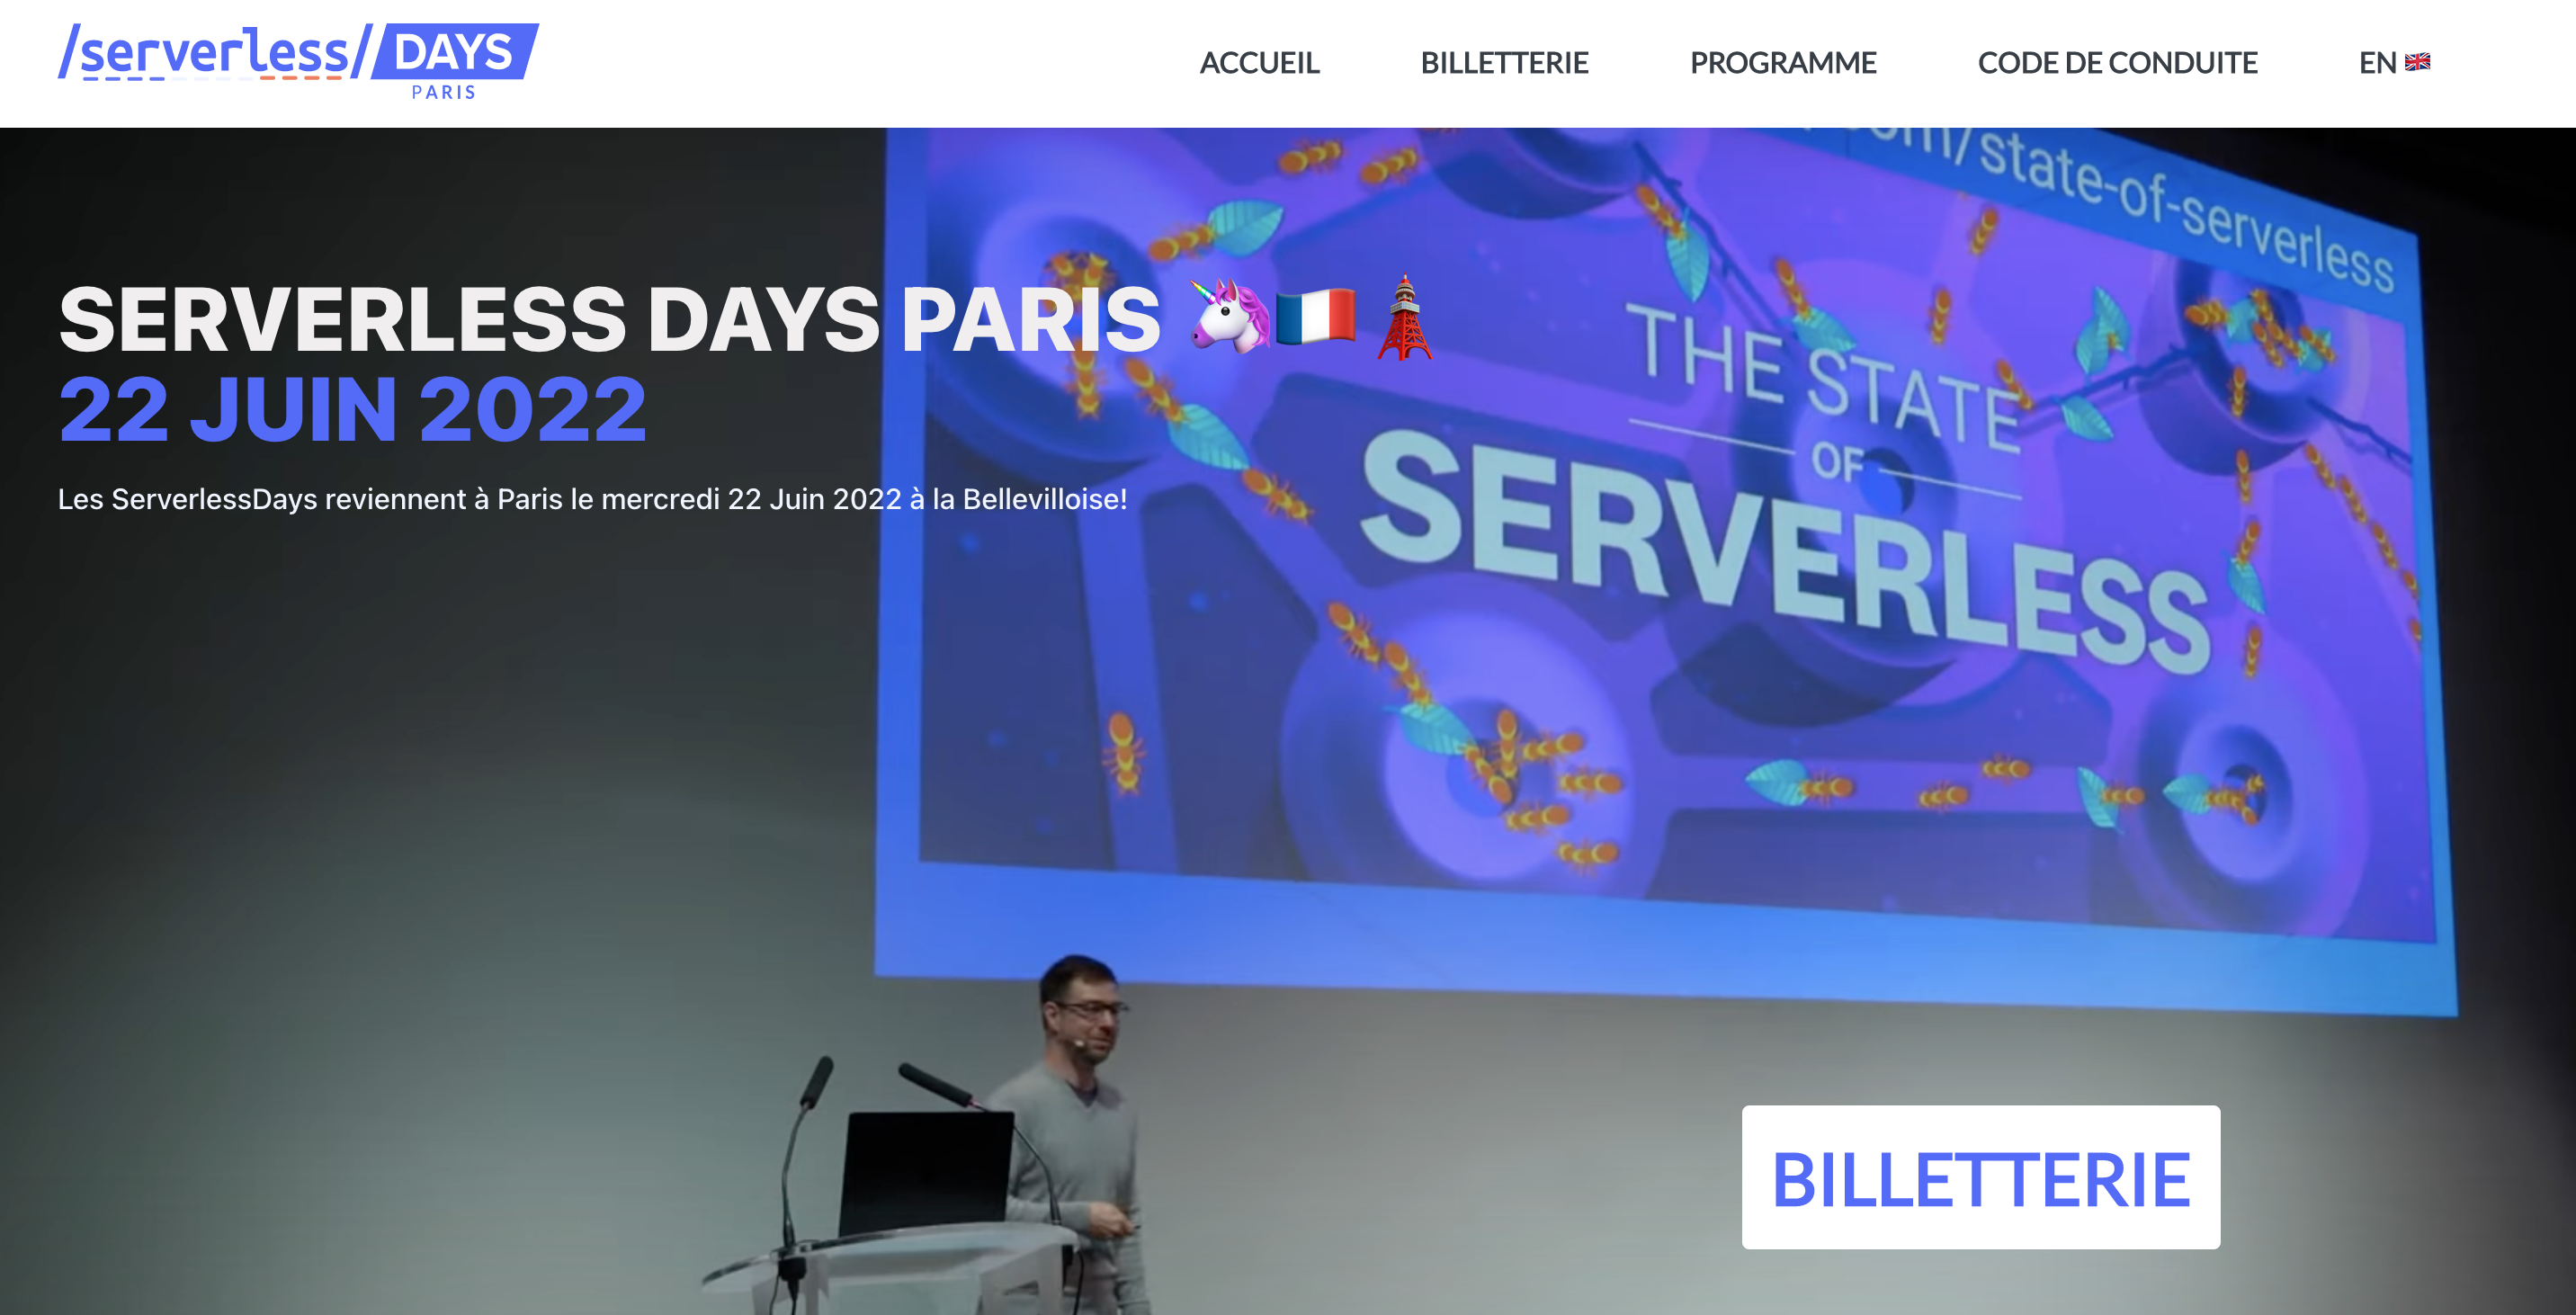 /serverless/ DAYS
PARIS
ACCUEIL
BILLETTERIE
PROGRAMME
CODE DE CONDUITE
EN 🇬🇧
/state-of-serverless
SERVERLESS DAYS PARIS 🦄🇫🇷🗼
22 JUIN 2022
Les ServerlessDays reviennent à Paris le mercredi 22 Juin 2022 à la Bellevilloise!
THE STATE
OF
SERVERLESS
BILLETTERIE